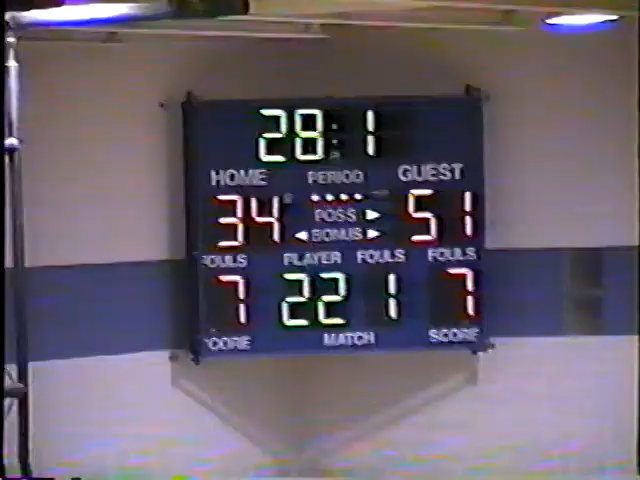 28:1
HOME PERIOD GUEST
34 POSS 51
BONUS
FOULS PLAYER FOULS FOULS
7 22 1 7
SCORE MATCH SCORE